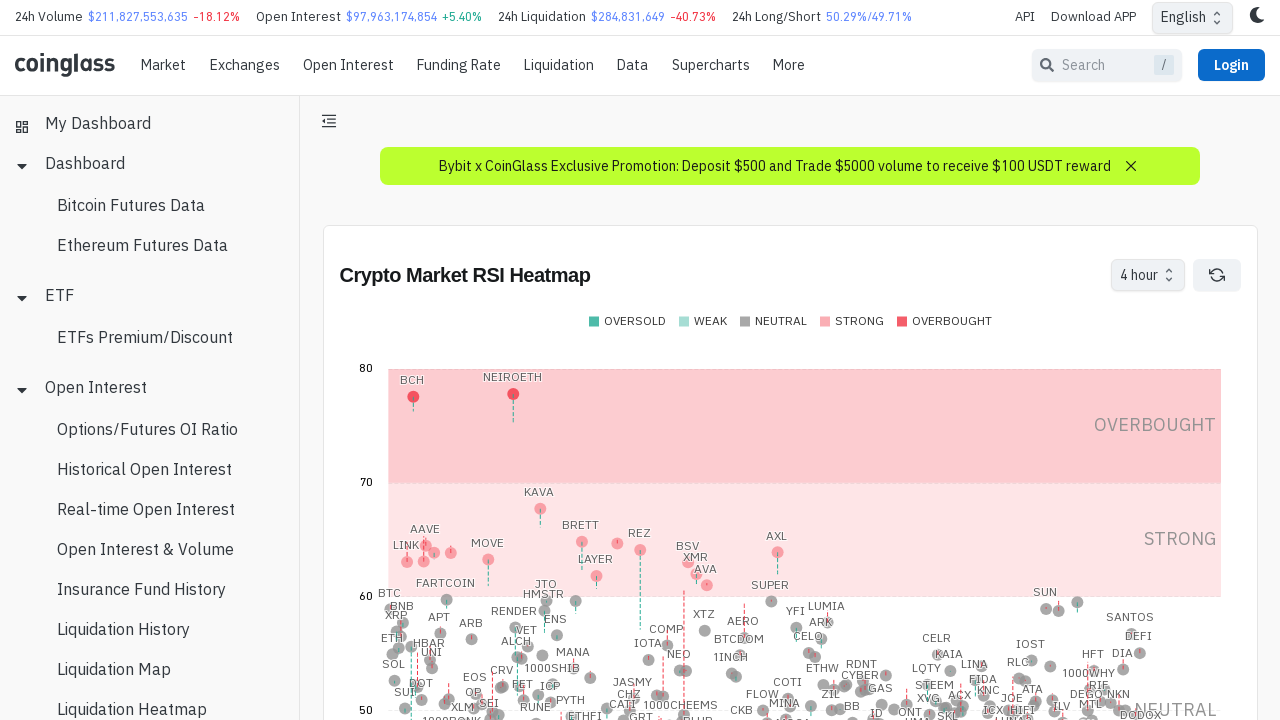 24h Volume $211,827,553,635 -18.12% Open Interest $97,963,174,854 +5.40% 24h Liquidation $284,831,649 -40.73% 24h Long/Short 50.29%/49.71% API Download APP English
coinglass Market Exchanges Open Interest Funding Rate Liquidation Data Supercharts More Search / Login
My Dashboard
Dashboard
Bitcoin Futures Data
Ethereum Futures Data
ETF
ETFs Premium/Discount
Open Interest
Options/Futures OI Ratio
Historical Open Interest
Real-time Open Interest
Open Interest & Volume
Insurance Fund History
Liquidation History
Liquidation Map
Liquidation Heatmap
Bybit x CoinGlass Exclusive Promotion: Deposit $500 and Trade $5000 volume to receive $100 USDT reward
Crypto Market RSI Heatmap 4 hour
OVERSOLD WEAK NEUTRAL STRONG OVERBOUGHT
80
BCH NEIROETH
OVERBOUGHT
70
KAVA
AAVE BRETT REZ AXL
STRONG
LINK MOVE LAYER BSV
XMR
AVA
60
FARTCOIN JTO SUPER
BTC HMSTR SUN
BNB RENDER YFI LUMIA
XRP APT ARB ENS XTZ AERO ARK SANTOS
ETH VET COMP BTCDOM CELO CELR DEFI
HBAR ALCH IOTA IOST
UNI MANA NEO 1INCH KAIA HFT DIA
SOL CRV 1000SHIB ETHW RDNT LQTY LINA RLC
DOT EOS FET ICP JASMY COTI CYBER FIDA 1000WHY
SUI OP PYTH CHZ FLOW ZIL GAS STEEM KNC ATA RIF
XLM SEI RUNE CATI 1000CHEEMS MINA BB ACX JOE
50
ETHFI GRT CKB ID ONT SKL ICX ILV MTL
NEUTRAL